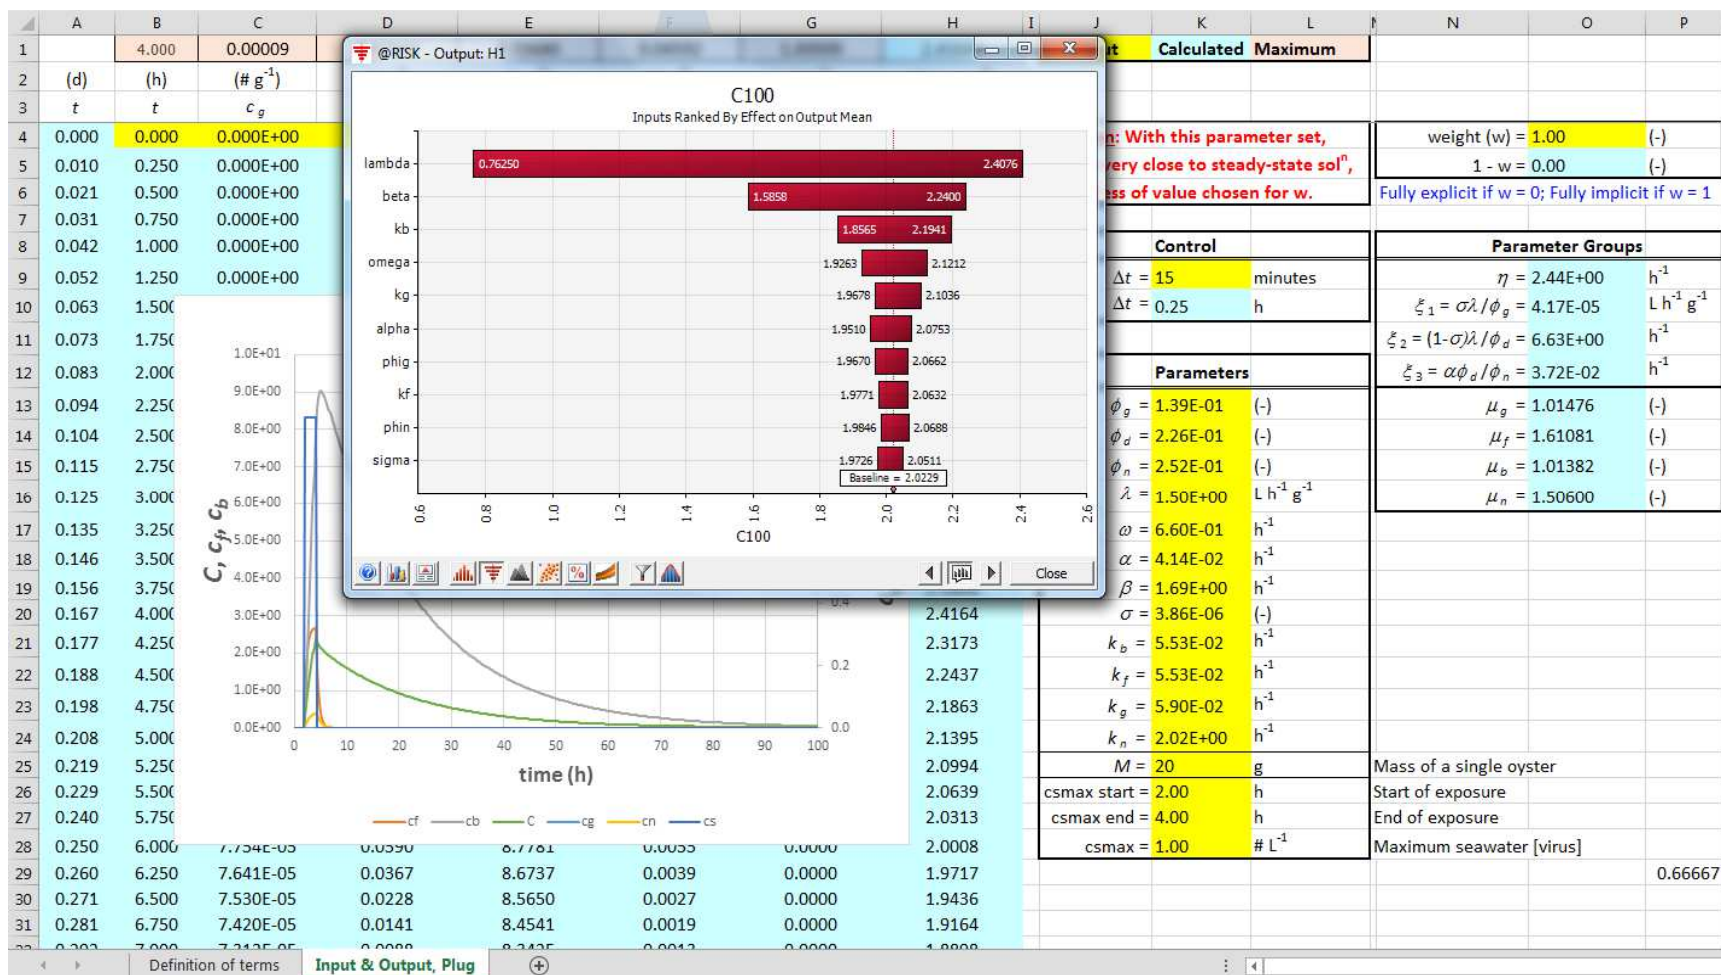 A B C D E F G H I J K L M N O P
1 4.000 0.00009 ut Calculated Maximum
@RISK - Output: H1
2 (d) (h) (# g⁻¹)
3 t t c g
4 0.000 0.000 0.000E+00 n: With this parameter set, weight (w) = 1.00 (-)
5 0.010 0.250 0.000E+00 very close to steady-state solⁿ, 1 - w = 0.00 (-)
6 0.021 0.500 0.000E+00 ess of value chosen for w. Fully explicit if w = 0; Fully implicit if w = 1
7 0.031 0.750 0.000E+00
8 0.042 1.000 0.000E+00 Control Parameter Groups
9 0.052 1.250 0.000E+00 Δt = 15 minutes η = 2.44E+00 h⁻¹
10 0.063 1.500 Δt = 0.25 h ξ₁ = σλ/φ g = 4.17E-05 L h⁻¹ g⁻¹
11 0.073 1.750 ξ₂ = (1-σ)λ/φ d = 6.63E+00 h⁻¹
12 0.083 2.000 Parameters ξ₃ = αφ d/φ n = 3.72E-02 h⁻¹
13 0.094 2.250 φ g = 1.39E-01 (-) μ g = 1.01476 (-)
14 0.104 2.500 φ d = 2.26E-01 (-) μ f = 1.61081 (-)
15 0.115 2.750 φ n = 2.52E-01 (-) μ b = 1.01382 (-)
16 0.125 3.000 λ = 1.50E+00 L h⁻¹ g⁻¹ μ n = 1.50600 (-)
17 0.135 3.250 ω = 6.60E-01 h⁻¹
18 0.146 3.500 α = 4.14E-02 h⁻¹
19 0.156 3.750 β = 1.69E+00 h⁻¹
20 0.167 4.000 2.4164 σ = 3.86E-06 (-)
21 0.177 4.250 2.3173 k b = 5.53E-02 h⁻¹
22 0.188 4.500 2.2437 k f = 5.53E-02 h⁻¹
23 0.198 4.750 2.1863 k g = 5.90E-02 h⁻¹
24 0.208 5.000 2.1395 k n = 2.02E+00 h⁻¹
25 0.219 5.250 2.0994 M = 20 g Mass of a single oyster
26 0.229 5.500 2.0639 csmax start = 2.00 h Start of exposure
27 0.240 5.750 2.0313 csmax end = 4.00 h End of exposure
28 0.250 6.000 7.754E-05 0.0590 8.7781 0.0055 0.0000 2.0008 csmax = 1.00 # L⁻¹ Maximum seawater [virus]
29 0.260 6.250 7.641E-05 0.0367 8.6737 0.0039 0.0000 1.9717 0.66667
30 0.271 6.500 7.530E-05 0.0228 8.5650 0.0027 0.0000 1.9436
31 0.281 6.750 7.420E-05 0.0141 8.4541 0.0019 0.0000 1.9164
C100
Inputs Ranked By Effect on Output Mean
lambda 0.76250 2.4076
beta 1.5858 2.2400
kb 1.8565 2.1941
omega 1.9263 2.1212
kg 1.9678 2.1036
alpha 1.9510 2.0753
phig 1.9670 2.0662
kf 1.9771 2.0632
phin 1.9846 2.0688
sigma 1.9726 2.0511
Baseline = 2.0229
0.6 0.8 1.0 1.2 1.4 1.6 1.8 2.0 2.2 2.4 2.6
C100
Close
1.0E+01
9.0E+00
8.0E+00
7.0E+00
6.0E+00
5.0E+00
4.0E+00
3.0E+00
2.0E+00
1.0E+00
0.0E+00
C, c f, c b
0.4
0.2
0.0
0 10 20 30 40 50 60 70 80 90 100
time (h)
cf cb C cg cn cs
Definition of terms Input & Output, Plug